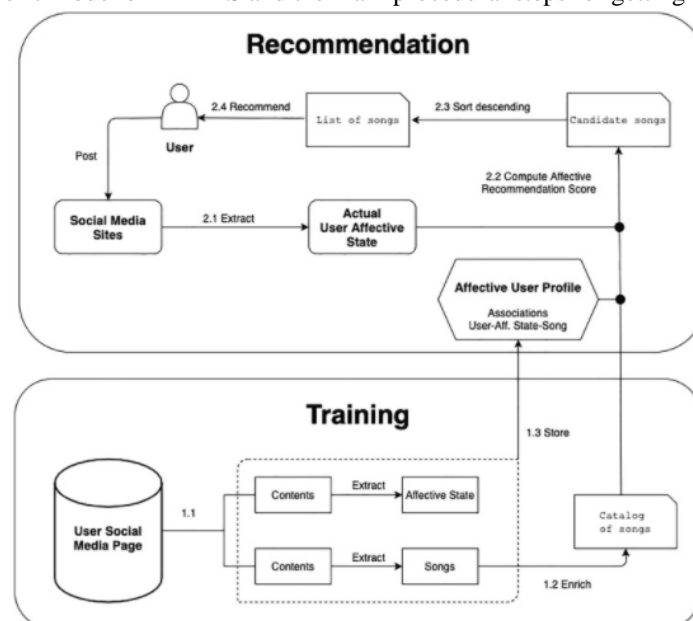 Recommendation
2.4 Recommend
List of songs
2.3 Sort descending
Candidate songs
User
Post
2.2 Compute Affective
Recommendation Score
Social Media
Sites
2.1 Extract
Actual
User Affective
State
Affective User Profile
Associations
User-Aff. State-Song
Training
1.3 Store
User Social
Media Page
1.1
Contents
Extract
Affective State
Contents
Extract
Songs
1.2 Enrich
Catalog
of songs